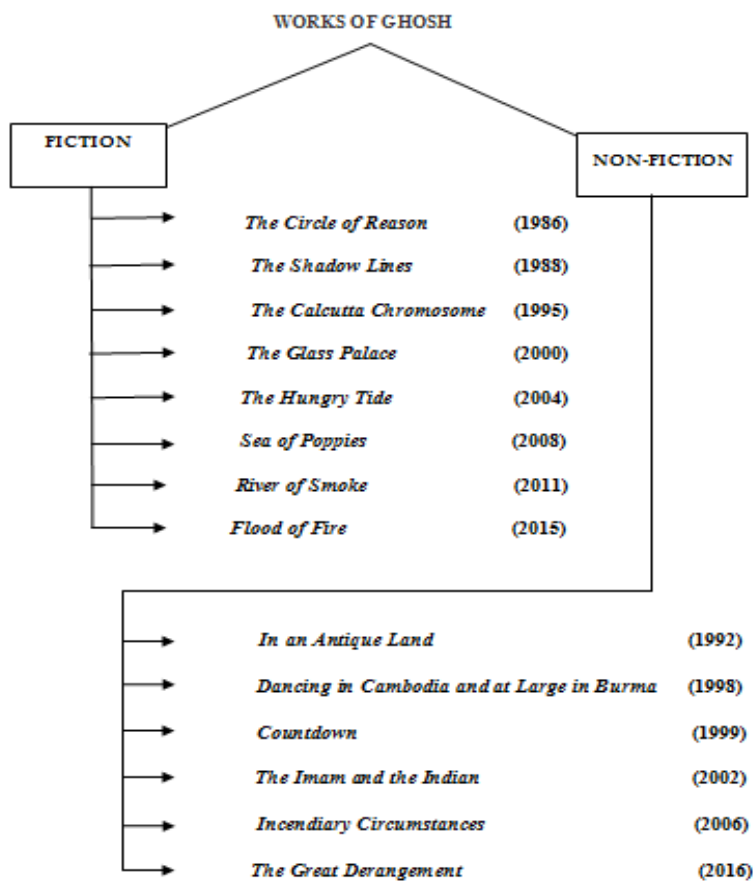 WORKS OF GHOSH
FICTION
NON-FICTION
The Circle of Reason (1986)
The Shadow Lines (1988)
The Calcutta Chromosome (1995)
The Glass Palace (2000)
The Hungry Tide (2004)
Sea of Poppies (2008)
River of Smoke (2011)
Flood of Fire (2015)
In an Antique Land (1992)
Dancing in Cambodia and at Large in Burma (1998)
Countdown (1999)
The Imam and the Indian (2002)
Incendiary Circumstances (2006)
The Great Derangement (2016)